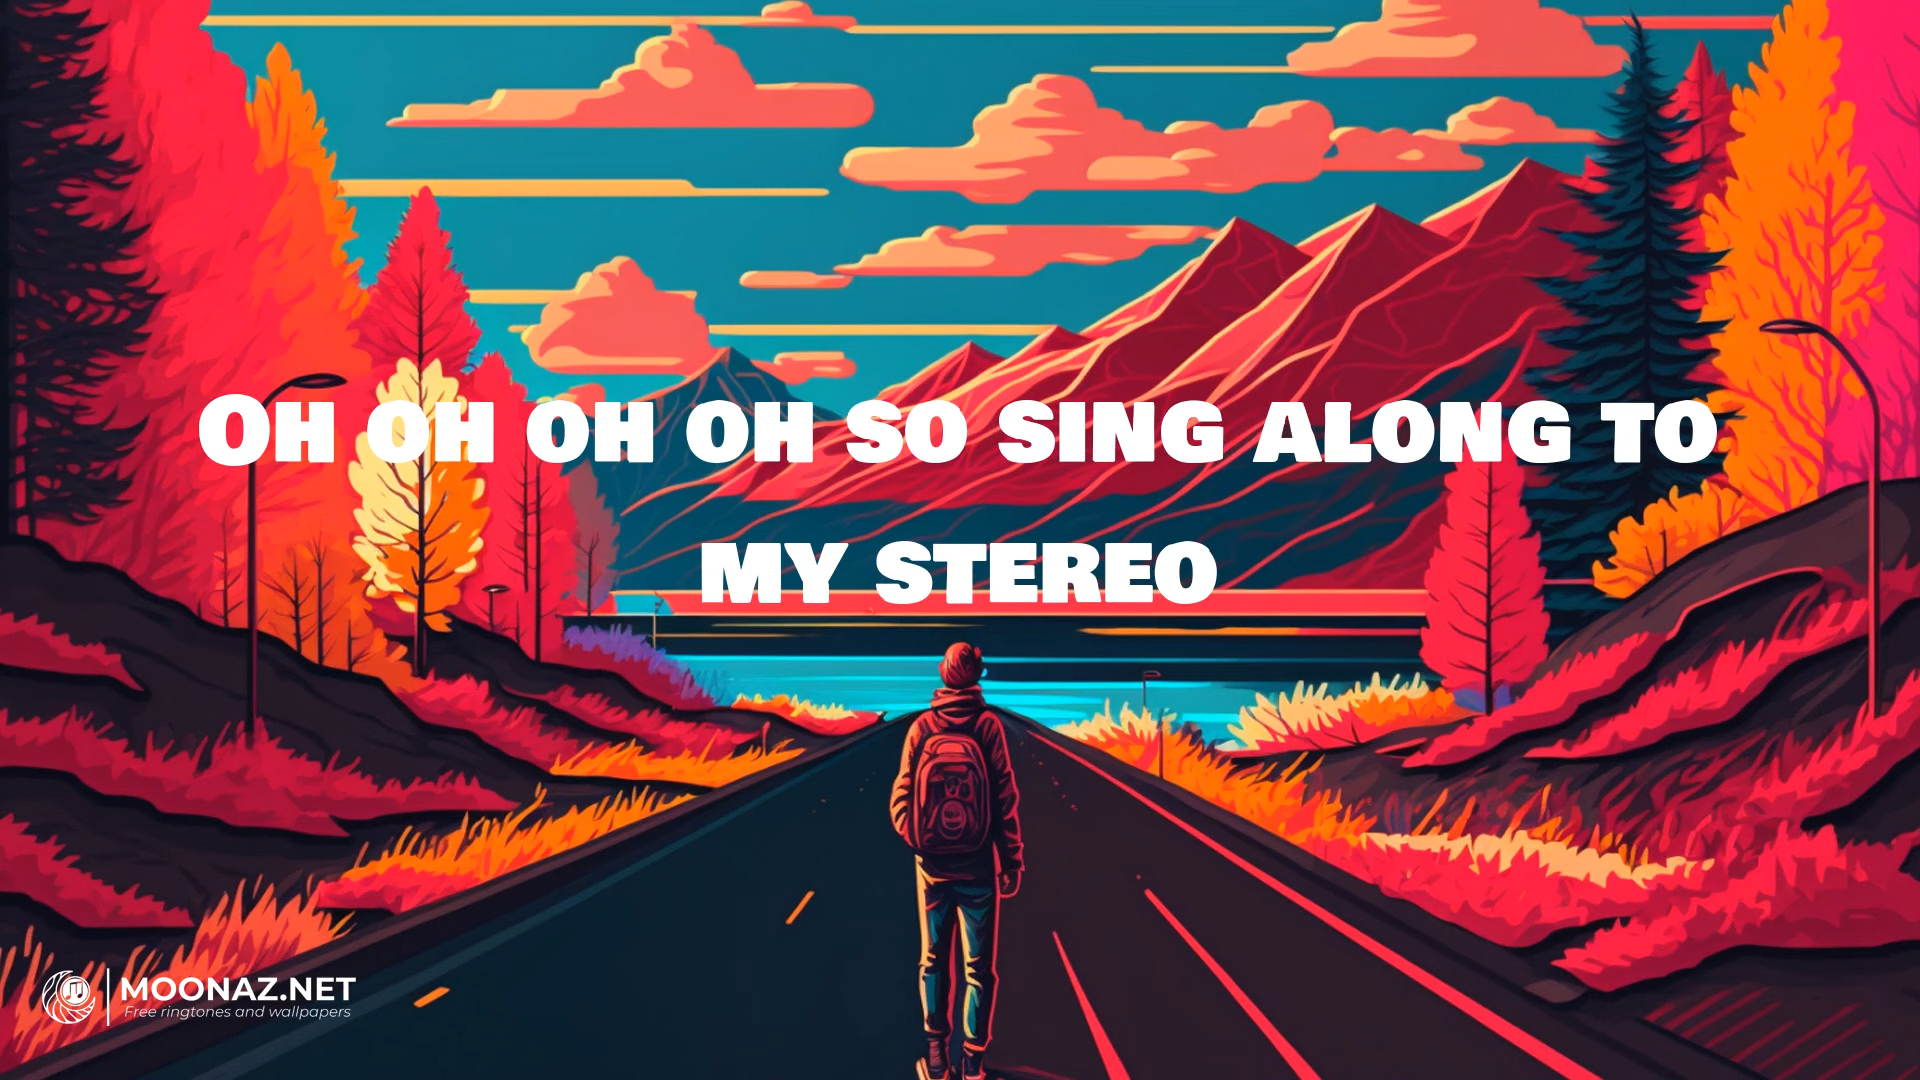 Oh oh oh oh so sing along to
my stereo
MOONAZ.NET
Free ringtones and wallpapers